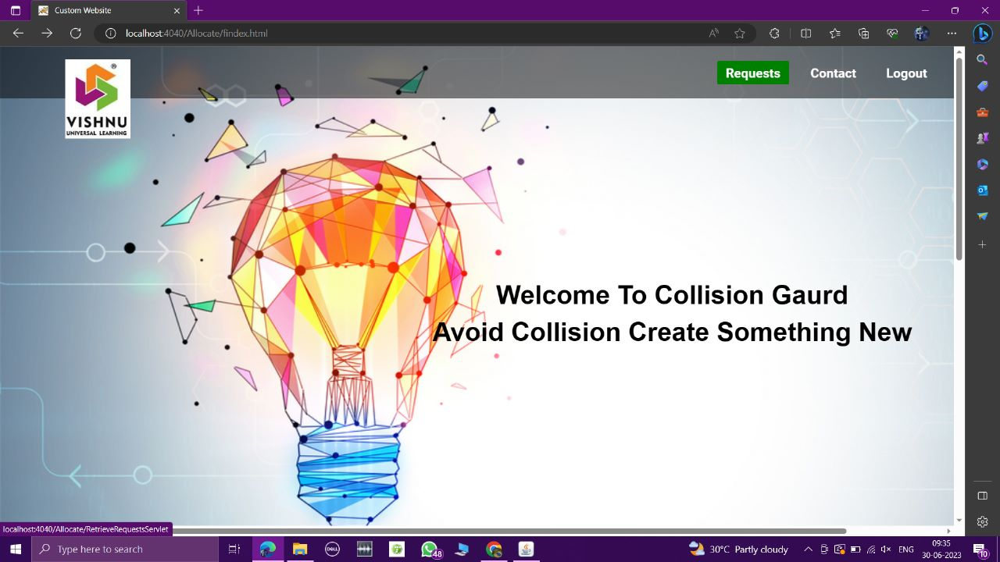 Custom Website
localhost:4040/Allocate/findex.html
VISHNU
UNIVERSAL LEARNING
®
Requests
Contact
Logout
Welcome To Collision Gaurd
Avoid Collision Create Something New
localhost:4040/Allocate/RetrieveRequestsServlet
Type here to search
DELL
48
30°C Partly cloudy
ENG
09:35
30-06-2023
10